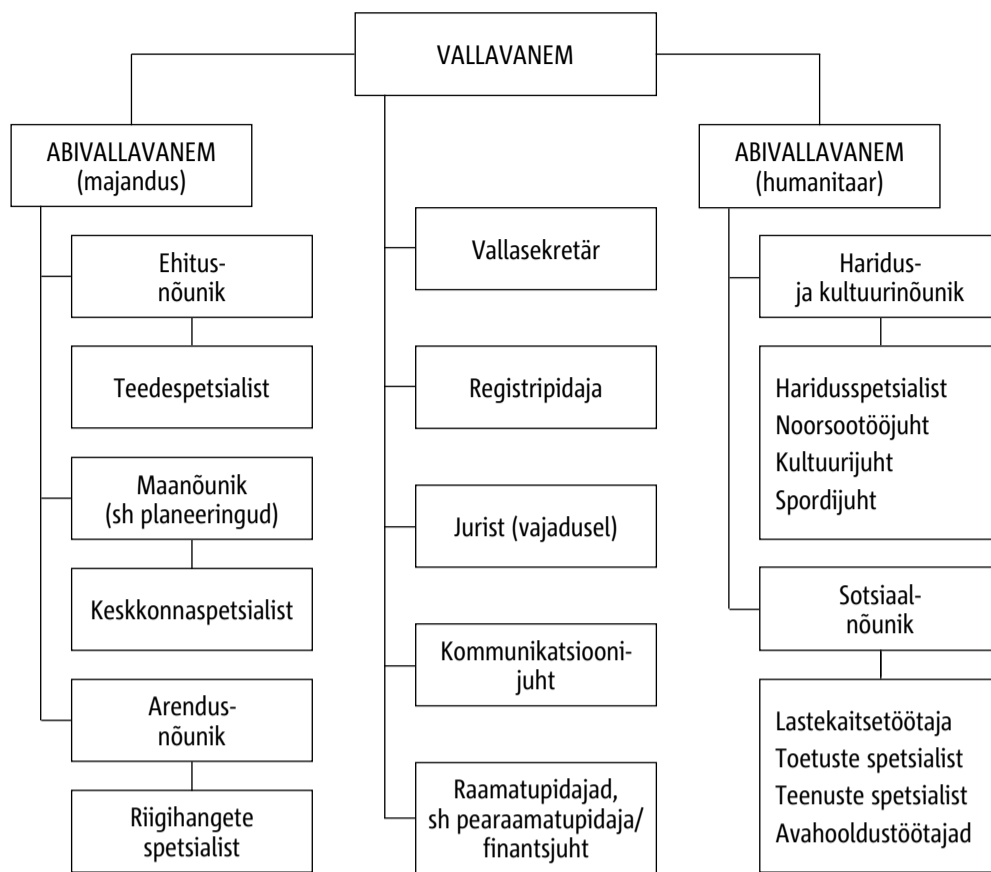 VALLAVANEM
ABIVALLAVANEM
(majandus)
Ehitus-
nõunik
Teedespetsialist
Maanõunik
(sh planeeringud)
Keskkonnaspetsialist
Arendus-
nõunik
Riigihangete
spetsialist
Vallasekretär
Registripidaja
Jurist (vajadusel)
Kommunikatsiooni-
juht
Raamatupidajad,
sh pearaamatupidaja/
finantsjuht
ABIVALLAVANEM
(humanitaar)
Haridus-
ja kultuurinõunik
Haridusspetsialist
Noorsootööjuht
Kultuurijuht
Spordijuht
Sotsiaal-
nõunik
Lastekaitsetöötaja
Toetuste spetsialist
Teenuste spetsialist
Avahooldustöötajad